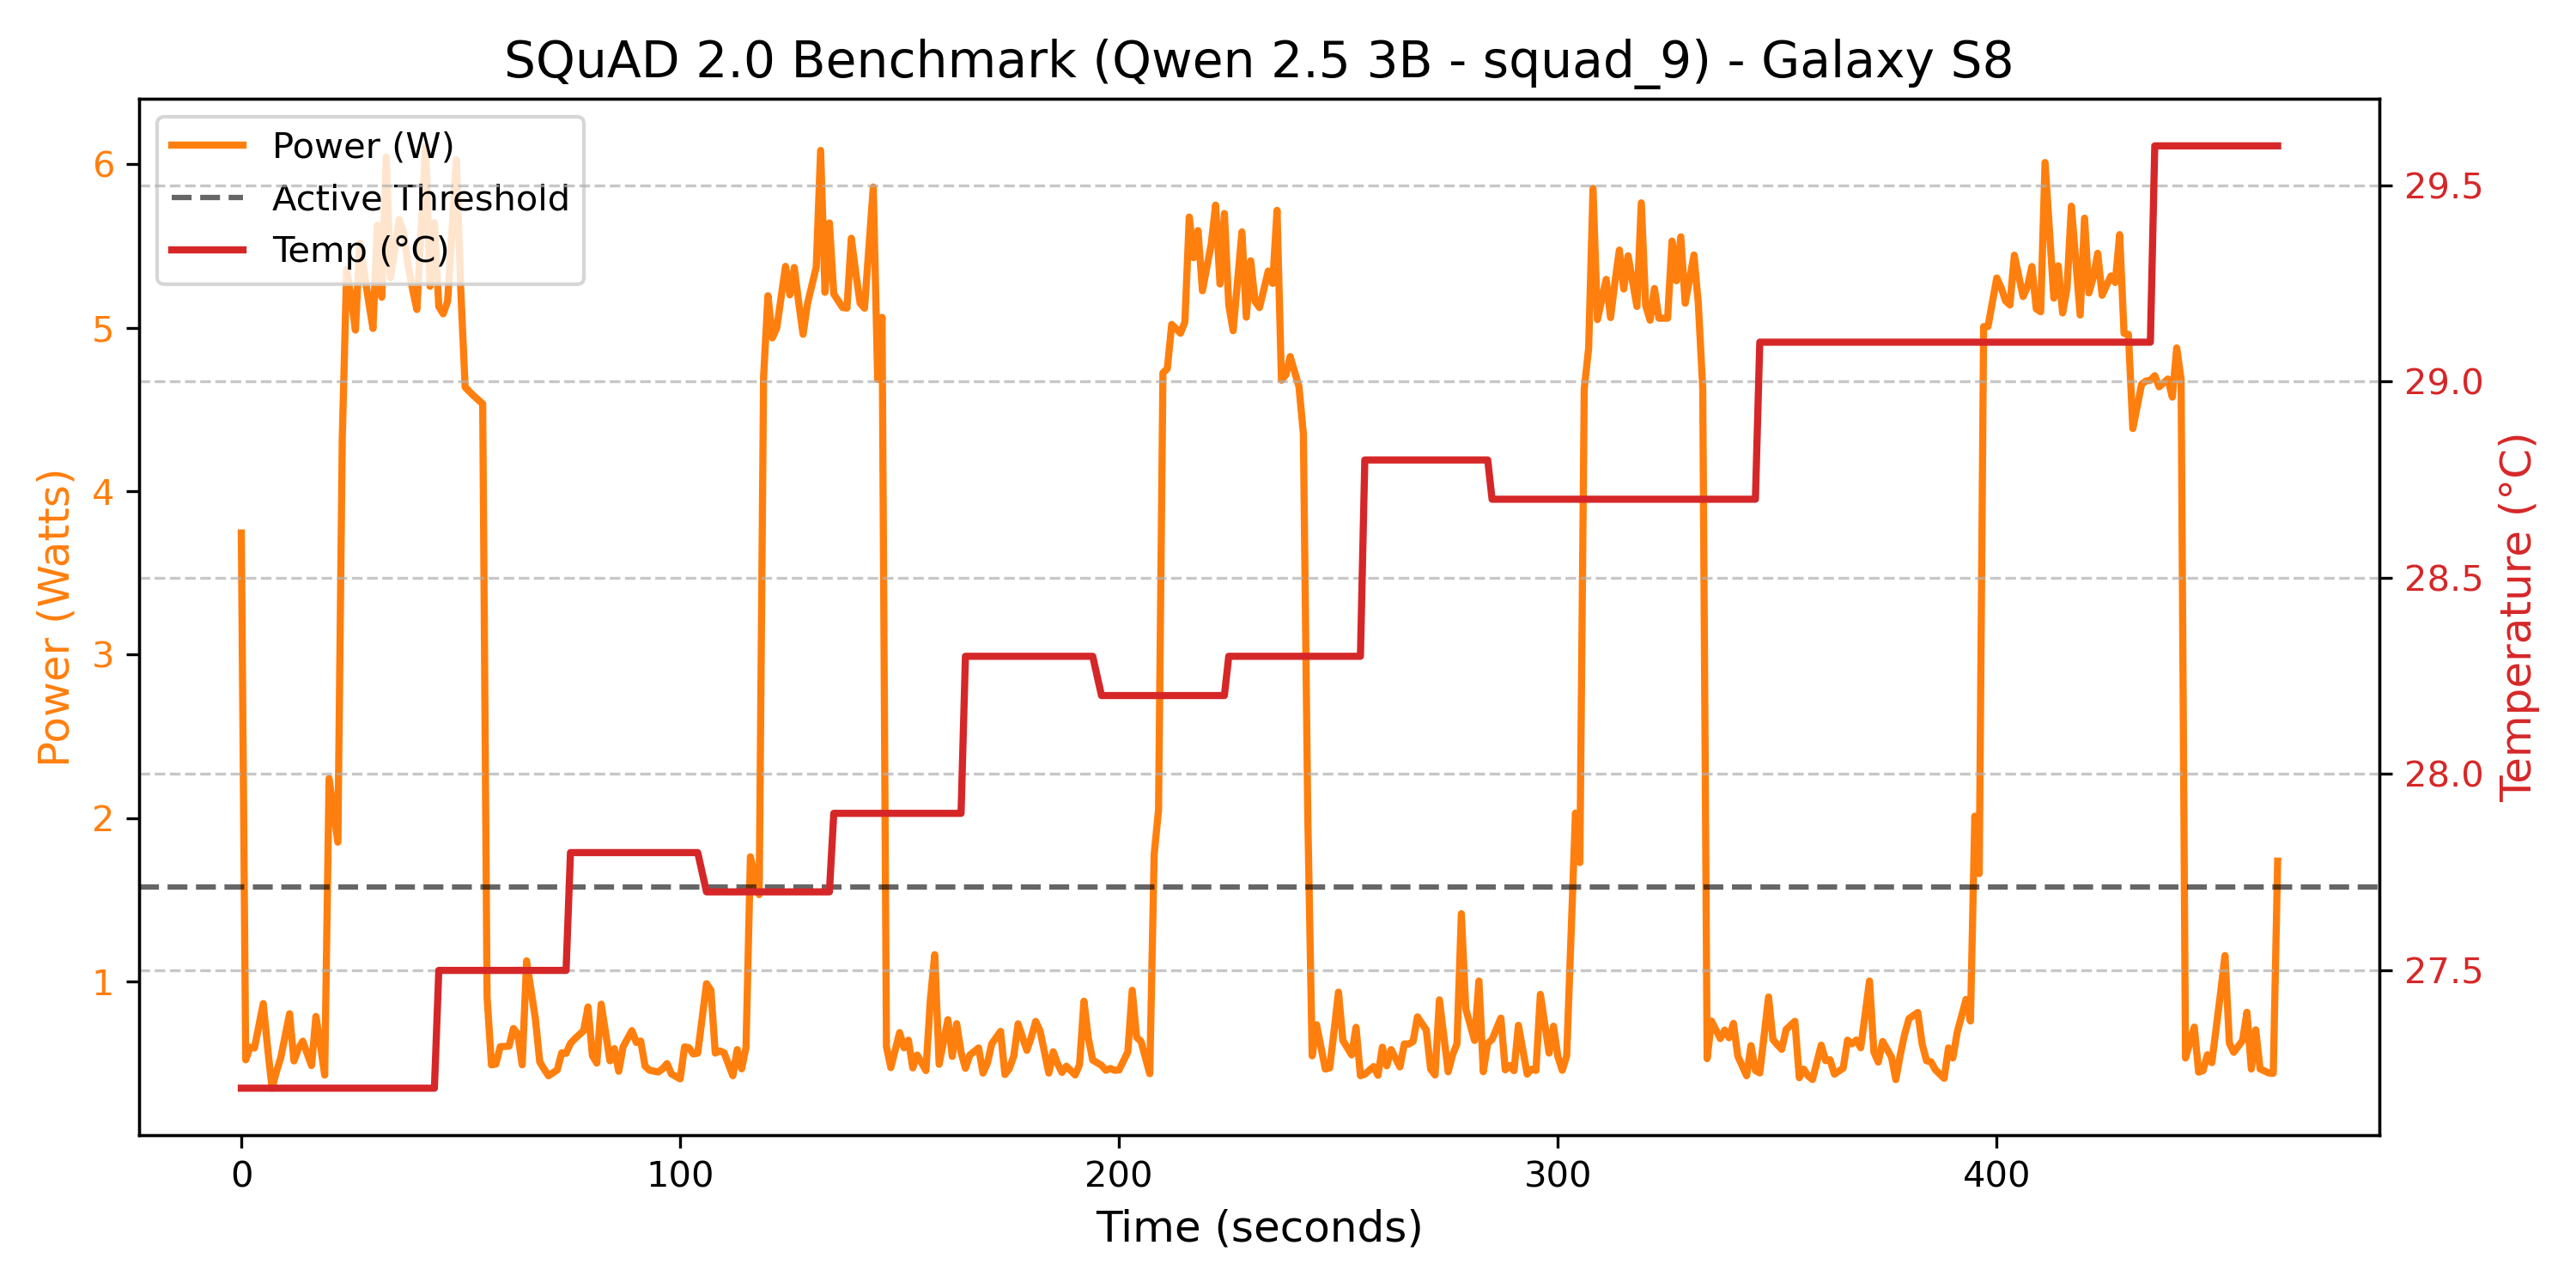 SQuAD 2.0 Benchmark (Qwen 2.5 3B - squad_9) - Galaxy S8
Power (W)
Active Threshold
Temp (°C)
Power (Watts)
6
5
4
3
2
1
29.5
29.0
28.5
28.0
27.5
Temperature (°C)
0 100 200 300 400
Time (seconds)